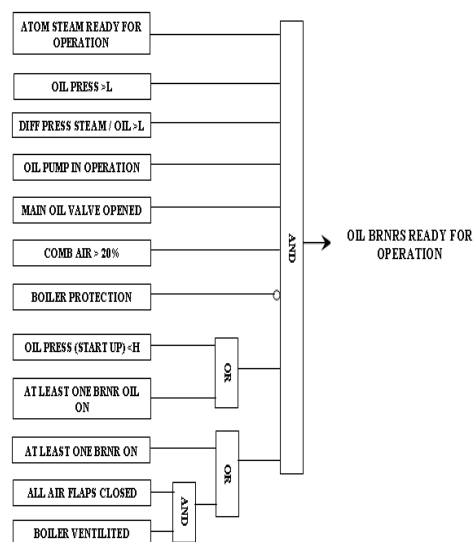 ATOM STEAM READY FOR
OPERATION
OIL PRESS >L
DIFF PRESS STEAM / OIL >L
OIL PUMP IN OPERATION
MAIN OIL VALVE OPENED
COMB AIR > 20%
BOILER PROTECTION
OIL PRESS (START UP) <H
AT LEAST ONE BRNR OIL
ON
AT LEAST ONE BRNR ON
ALL AIR FLAPS CLOSED
BOILER VENTILITED
OR
OR
AND
AND
OIL BRNRS READY FOR
OPERATION